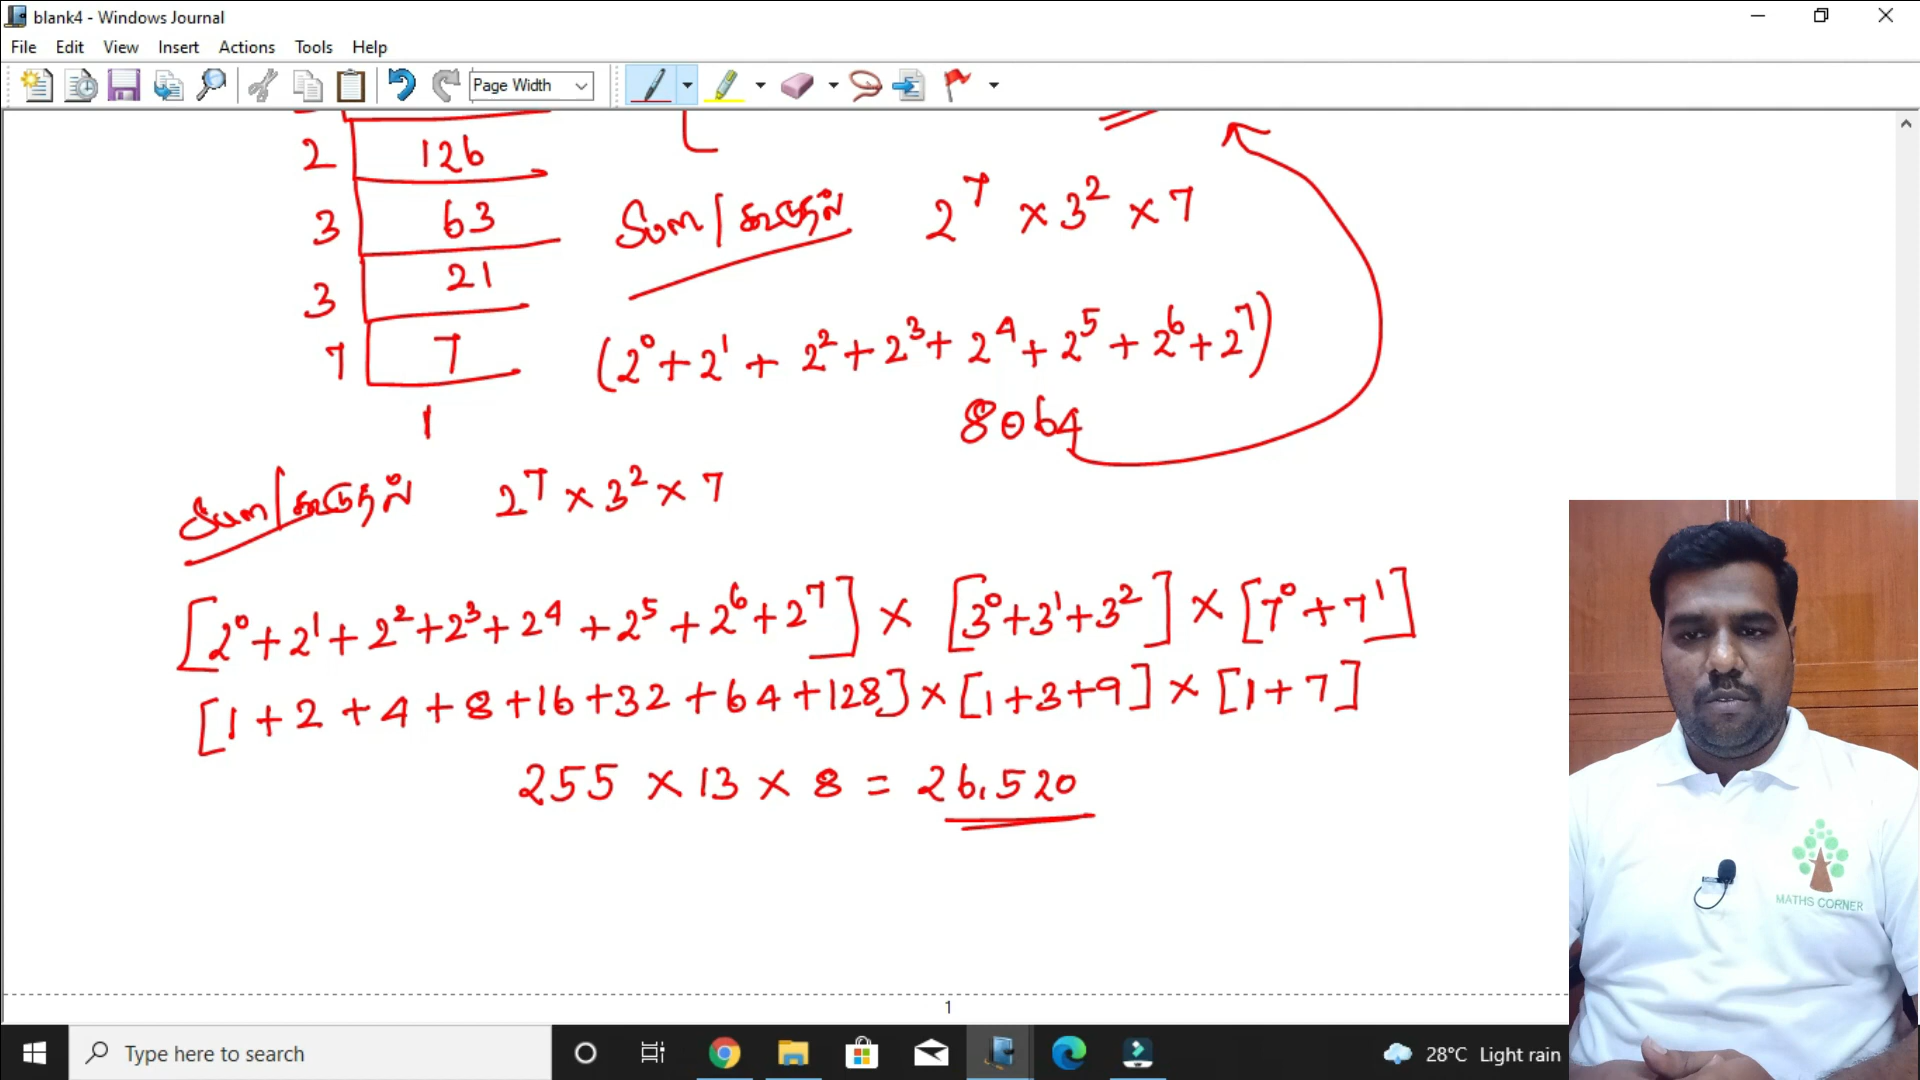 blank4 - Windows Journal
File Edit View Insert Actions Tools Help
Page Width
2 126
3 63
3 21
7 7
1
Sum/கூடுதல் 2⁷ × 3² × 7
(2⁰+2¹+2²+2³+2⁴+2⁵+2⁶+2⁷)
8064
Sum/கூடுதல் 2⁷ × 3² × 7
[2⁰+2¹+2²+2³+2⁴+2⁵+2⁶+2⁷] × [3⁰+3¹+3²] × [7⁰+7¹]
[1+2+4+8+16+32+64+128] × [1+3+9] × [1+7]
255 × 13 × 8 = 26,520
MATHS CORNER
1
Type here to search
28°C Light rain